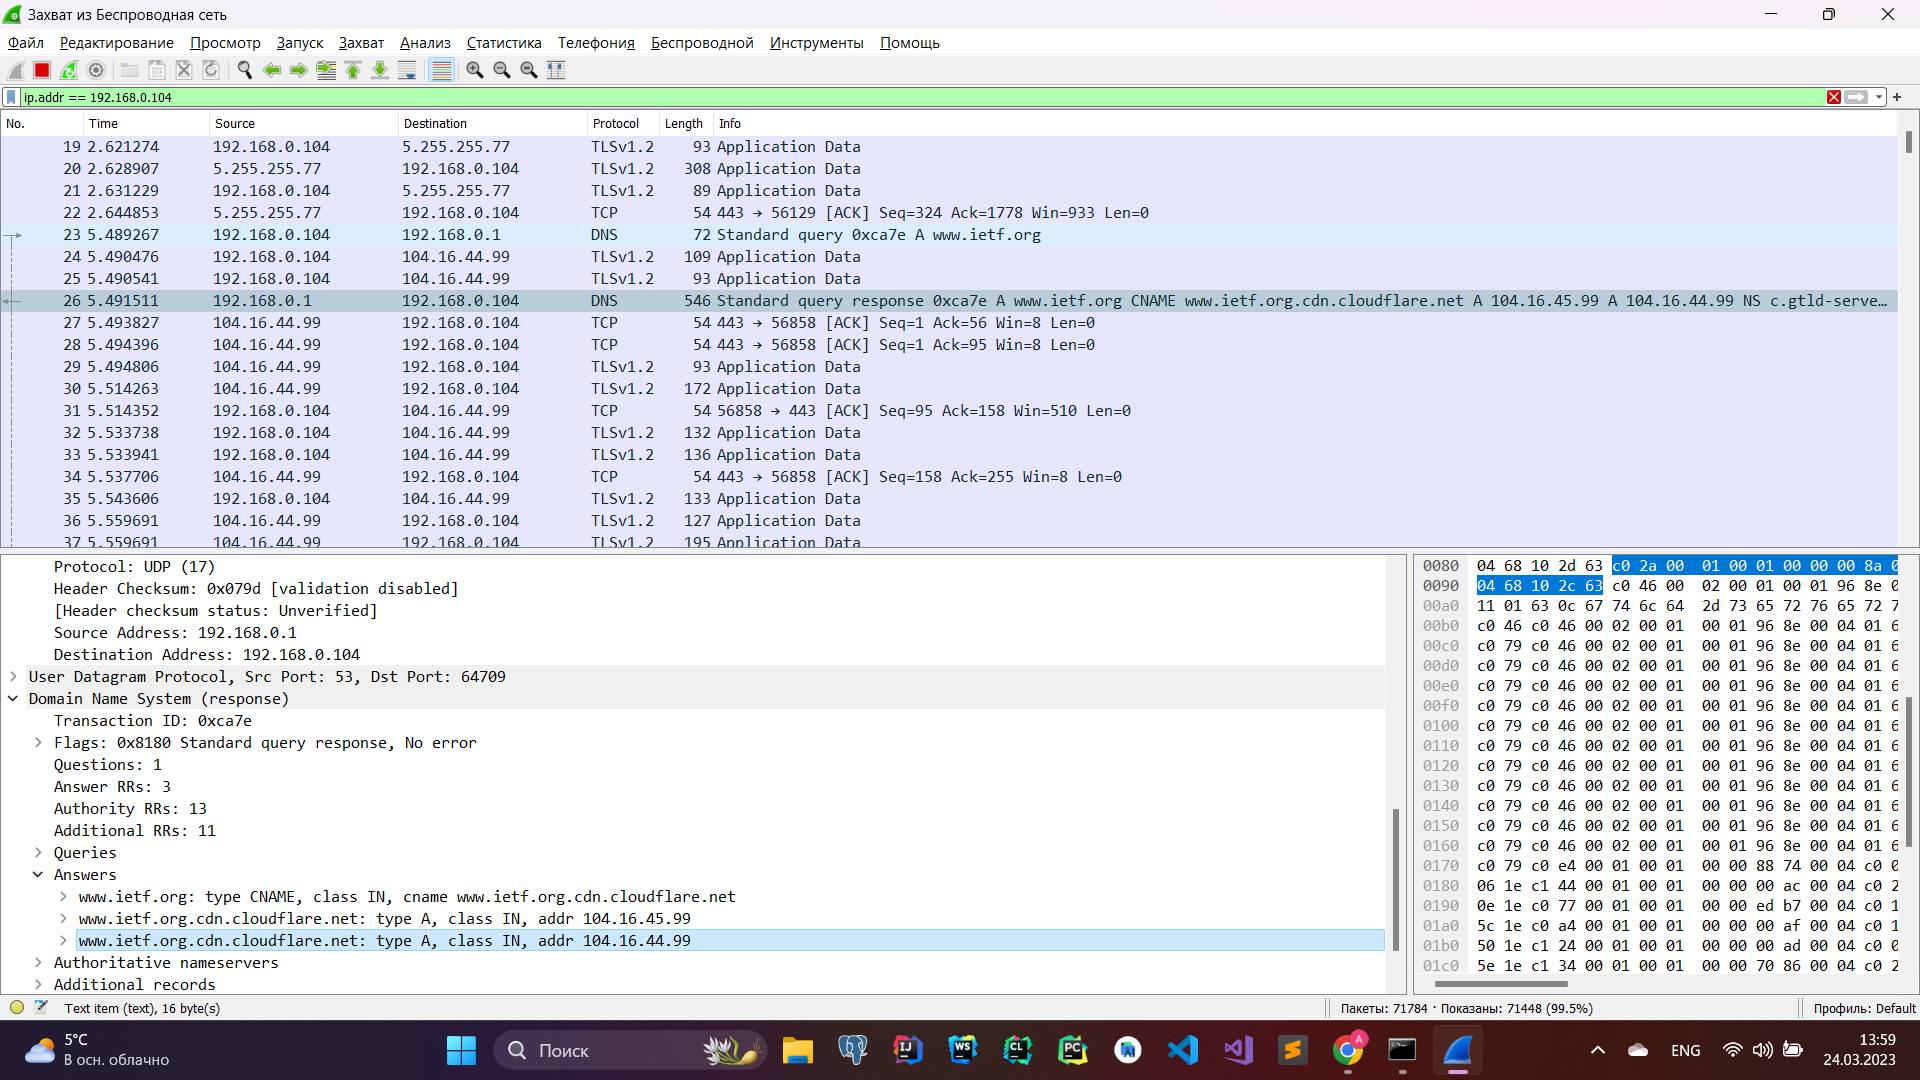 Захват из Беспроводная сеть
Файл Редактирование Просмотр Запуск Захват Анализ Статистика Телефония Беспроводной Инструменты Помощь
ip.addr == 192.168.0.104
No. Time Source Destination Protocol Length Info
19 2.621274 192.168.0.104 5.255.255.77 TLSv1.2 93 Application Data
20 2.628907 5.255.255.77 192.168.0.104 TLSv1.2 308 Application Data
21 2.631229 192.168.0.104 5.255.255.77 TLSv1.2 89 Application Data
22 2.644853 5.255.255.77 192.168.0.104 TCP 54 443 → 56129 [ACK] Seq=324 Ack=1778 Win=933 Len=0
23 5.489267 192.168.0.104 192.168.0.1 DNS 72 Standard query 0xca7e A www.ietf.org
24 5.490476 192.168.0.104 104.16.44.99 TLSv1.2 109 Application Data
25 5.490541 192.168.0.104 104.16.44.99 TLSv1.2 93 Application Data
26 5.491511 192.168.0.1 192.168.0.104 DNS 546 Standard query response 0xca7e A www.ietf.org CNAME www.ietf.org.cdn.cloudflare.net A 104.16.45.99 A 104.16.44.99 NS c.gtld-serve…
27 5.493827 104.16.44.99 192.168.0.104 TCP 54 443 → 56858 [ACK] Seq=1 Ack=56 Win=8 Len=0
28 5.494396 104.16.44.99 192.168.0.104 TCP 54 443 → 56858 [ACK] Seq=1 Ack=95 Win=8 Len=0
29 5.494806 104.16.44.99 192.168.0.104 TLSv1.2 93 Application Data
30 5.514263 104.16.44.99 192.168.0.104 TLSv1.2 172 Application Data
31 5.514352 192.168.0.104 104.16.44.99 TCP 54 56858 → 443 [ACK] Seq=95 Ack=158 Win=510 Len=0
32 5.533738 192.168.0.104 104.16.44.99 TLSv1.2 132 Application Data
33 5.533941 192.168.0.104 104.16.44.99 TLSv1.2 136 Application Data
34 5.537706 104.16.44.99 192.168.0.104 TCP 54 443 → 56858 [ACK] Seq=158 Ack=255 Win=8 Len=0
35 5.543606 192.168.0.104 104.16.44.99 TLSv1.2 133 Application Data
36 5.559691 104.16.44.99 192.168.0.104 TLSv1.2 127 Application Data
37 5.559691 104.16.44.99 192.168.0.104 TLSv1.2 195 Application Data
Protocol: UDP (17)
Header Checksum: 0x079d [validation disabled]
[Header checksum status: Unverified]
Source Address: 192.168.0.1
Destination Address: 192.168.0.104
User Datagram Protocol, Src Port: 53, Dst Port: 64709
Domain Name System (response)
Transaction ID: 0xca7e
Flags: 0x8180 Standard query response, No error
Questions: 1
Answer RRs: 3
Authority RRs: 13
Additional RRs: 11
Queries
Answers
www.ietf.org: type CNAME, class IN, cname www.ietf.org.cdn.cloudflare.net
www.ietf.org.cdn.cloudflare.net: type A, class IN, addr 104.16.45.99
www.ietf.org.cdn.cloudflare.net: type A, class IN, addr 104.16.44.99
Authoritative nameservers
Additional records
0080 04 68 10 2d 63 c0 2a 00 01 00 01 00 00 00 8a 0
0090 04 68 10 2c 63 c0 46 00 02 00 01 00 01 96 8e 0
00a0 11 01 63 0c 67 74 6c 64 2d 73 65 72 76 65 72 7
00b0 c0 46 c0 46 00 02 00 01 00 01 96 8e 00 04 01 6
00c0 c0 79 c0 46 00 02 00 01 00 01 96 8e 00 04 01 6
00d0 c0 79 c0 46 00 02 00 01 00 01 96 8e 00 04 01 6
00e0 c0 79 c0 46 00 02 00 01 00 01 96 8e 00 04 01 6
00f0 c0 79 c0 46 00 02 00 01 00 01 96 8e 00 04 01 6
0100 c0 79 c0 46 00 02 00 01 00 01 96 8e 00 04 01 6
0110 c0 79 c0 46 00 02 00 01 00 01 96 8e 00 04 01 6
0120 c0 79 c0 46 00 02 00 01 00 01 96 8e 00 04 01 6
0130 c0 79 c0 46 00 02 00 01 00 01 96 8e 00 04 01 6
0140 c0 79 c0 46 00 02 00 01 00 01 96 8e 00 04 01 6
0150 c0 79 c0 46 00 02 00 01 00 01 96 8e 00 04 01 6
0160 c0 79 c0 46 00 02 00 01 00 01 96 8e 00 04 01 6
0170 c0 79 c0 e4 00 01 00 01 00 00 88 74 00 04 c0 0
0180 06 1e c1 44 00 01 00 01 00 00 00 ac 00 04 c0 2
0190 0e 1e c0 77 00 01 00 01 00 00 ed b7 00 04 c0 1
01a0 5c 1e c0 a4 00 01 00 01 00 00 00 af 00 04 c0 1
01b0 50 1e c1 24 00 01 00 01 00 00 00 ad 00 04 c0 0
01c0 5e 1e c1 34 00 01 00 01 00 00 70 86 00 04 c0 2
Text item (text), 16 byte(s)
Пакеты: 71784 · Показаны: 71448 (99.5%)
Профиль: Default
5°C
В осн. облачно
Поиск
IJ
WS
CL
PC
A
ENG
13:59
24.03.2023